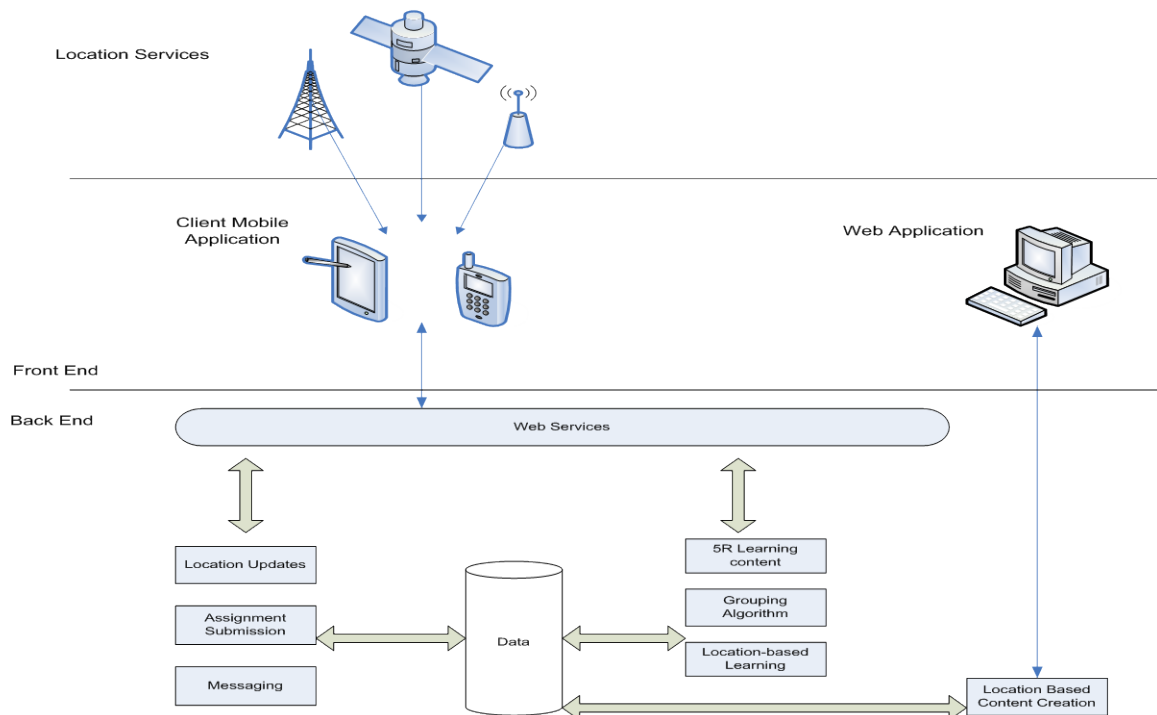 Location Services
Client Mobile
Application
Web Application
Front End
Back End
Web Services
Location Updates
Assignment
Submission
Messaging
Data
5R Learning
content
Grouping
Algorithm
Location-based
Learning
Location Based
Content Creation